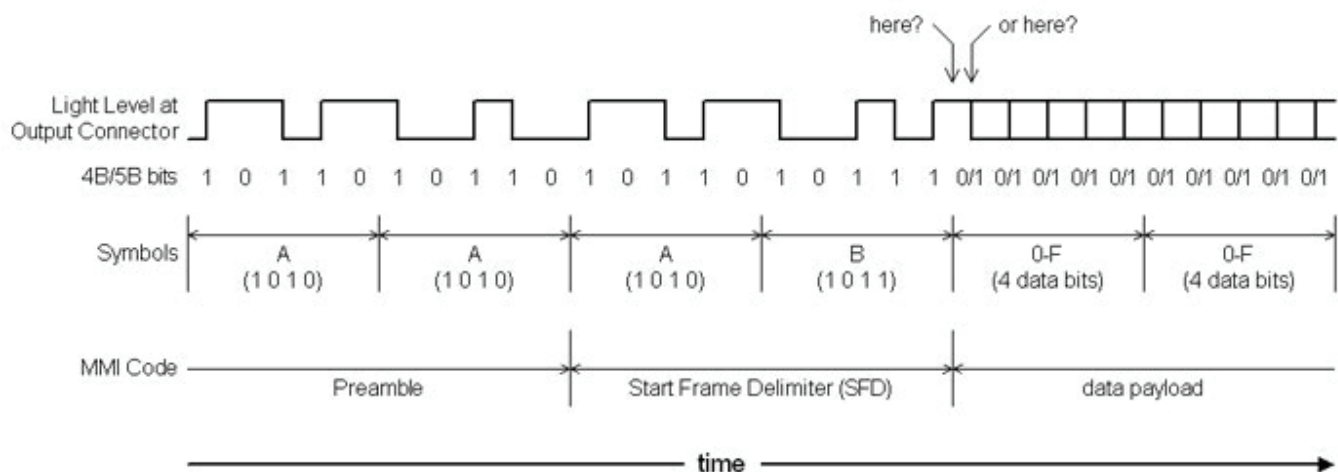 here? or here?
Light Level at
Output Connector
4B/5B bits 1 0 1 1 0 1 0 1 1 0 1 0 1 1 0 1 0 1 1 1 0/1 0/1 0/1 0/1 0/1 0/1 0/1 0/1 0/1 0/1
Symbols A A A B 0-F 0-F
(1 0 1 0) (1 0 1 0) (1 0 1 0) (1 0 1 1) (4 data bits) (4 data bits)
MMI Code
Preamble Start Frame Delimiter (SFD) data payload
time